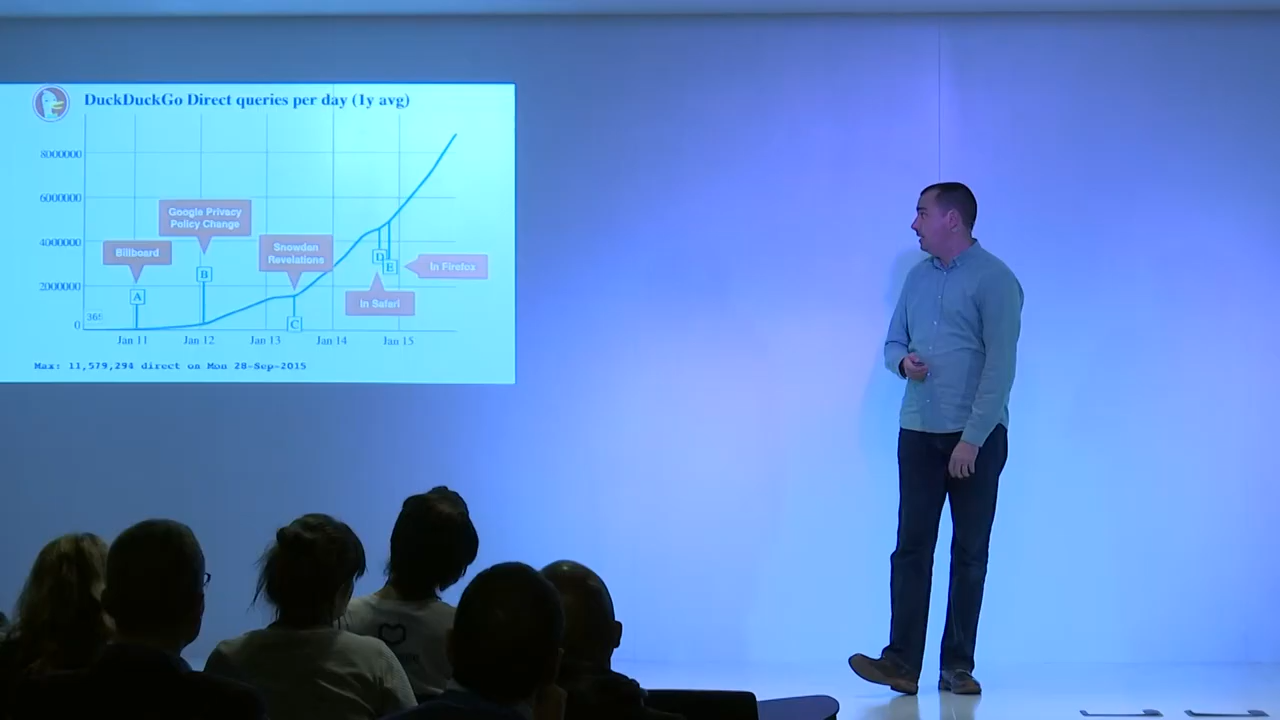 DuckDuckGo Direct queries per day (1y avg)
8000000
6000000
4000000
2000000
0
Google Privacy
Policy Change
Billboard
Snowden
Revelations
In Firefox
In Safari
A
B
C
D
E
365
Jan 11
Jan 12
Jan 13
Jan 14
Jan 15
Max: 11,579,294 direct on Mon 28-Sep-2015